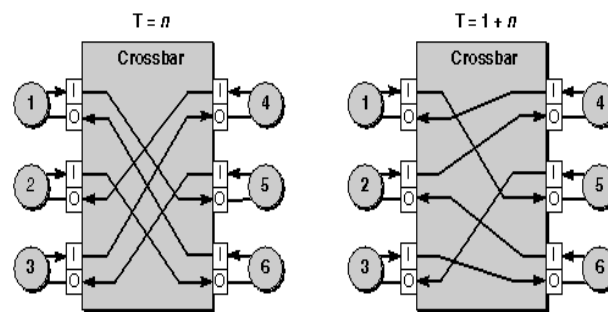 T = n
T = 1 + n
Crossbar
Crossbar
1 I I 4
O O
2 I I 5
O O
3 I I 6
O O
1 I I 4
O O
2 I I 5
O O
3 I I 6
O O